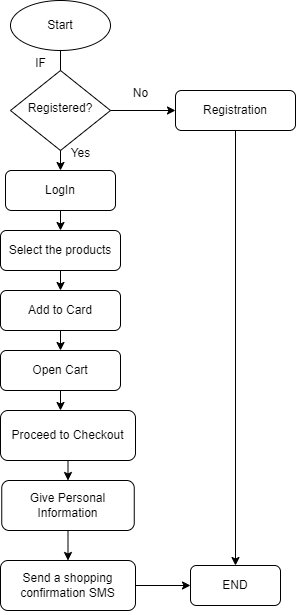 Start
IF
Registered?
No
Registration
Yes
LogIn
Select the products
Add to Card
Open Cart
Proceed to Checkout
Give Personal
Information
Send a shopping
confirmation SMS
END